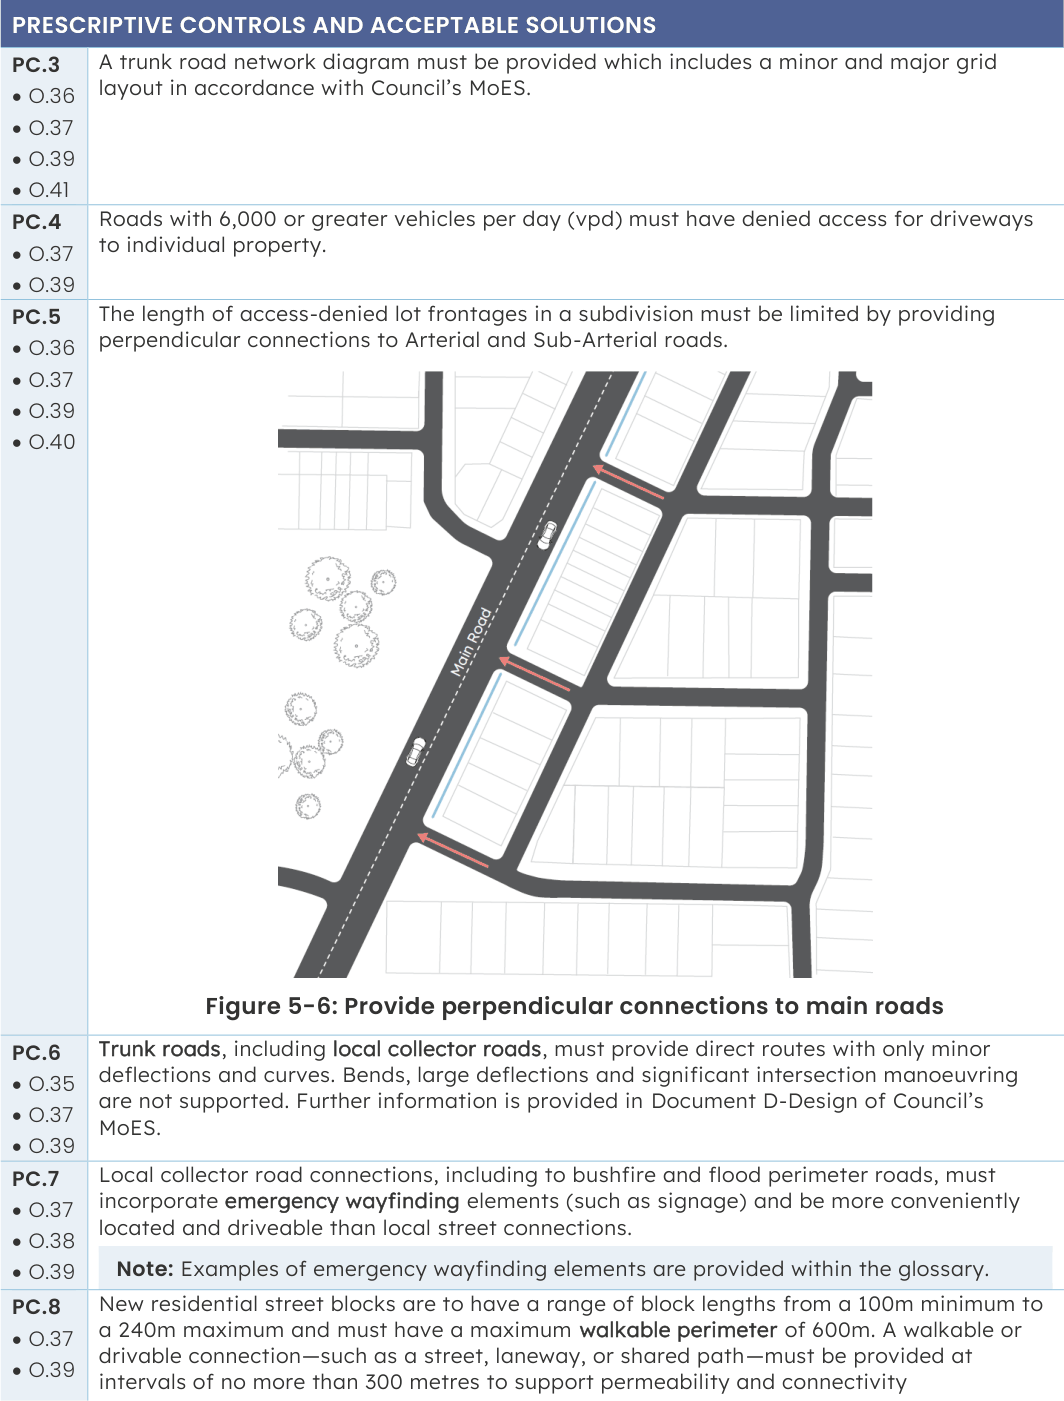 PRESCRIPTIVE CONTROLS AND ACCEPTABLE SOLUTIONS
PC.3
• O.36
• O.37
• O.39
• O.41
A trunk road network diagram must be provided which includes a minor and major grid
layout in accordance with Council’s MoES.
PC.4
• O.37
• O.39
Roads with 6,000 or greater vehicles per day (vpd) must have denied access for driveways
to individual property.
PC.5
• O.36
• O.37
• O.39
• O.40
The length of access-denied lot frontages in a subdivision must be limited by providing
perpendicular connections to Arterial and Sub-Arterial roads.
Main Road
Figure 5-6: Provide perpendicular connections to main roads
PC.6
• O.35
• O.37
• O.39
Trunk roads, including local collector roads, must provide direct routes with only minor
deflections and curves. Bends, large deflections and significant intersection manoeuvring
are not supported. Further information is provided in Document D-Design of Council’s
MoES.
PC.7
• O.37
• O.38
• O.39
Local collector road connections, including to bushfire and flood perimeter roads, must
incorporate emergency wayfinding elements (such as signage) and be more conveniently
located and driveable than local street connections.
Note: Examples of emergency wayfinding elements are provided within the glossary.
PC.8
• O.37
• O.39
New residential street blocks are to have a range of block lengths from a 100m minimum to
a 240m maximum and must have a maximum walkable perimeter of 600m. A walkable or
drivable connection—such as a street, laneway, or shared path—must be provided at
intervals of no more than 300 metres to support permeability and connectivity